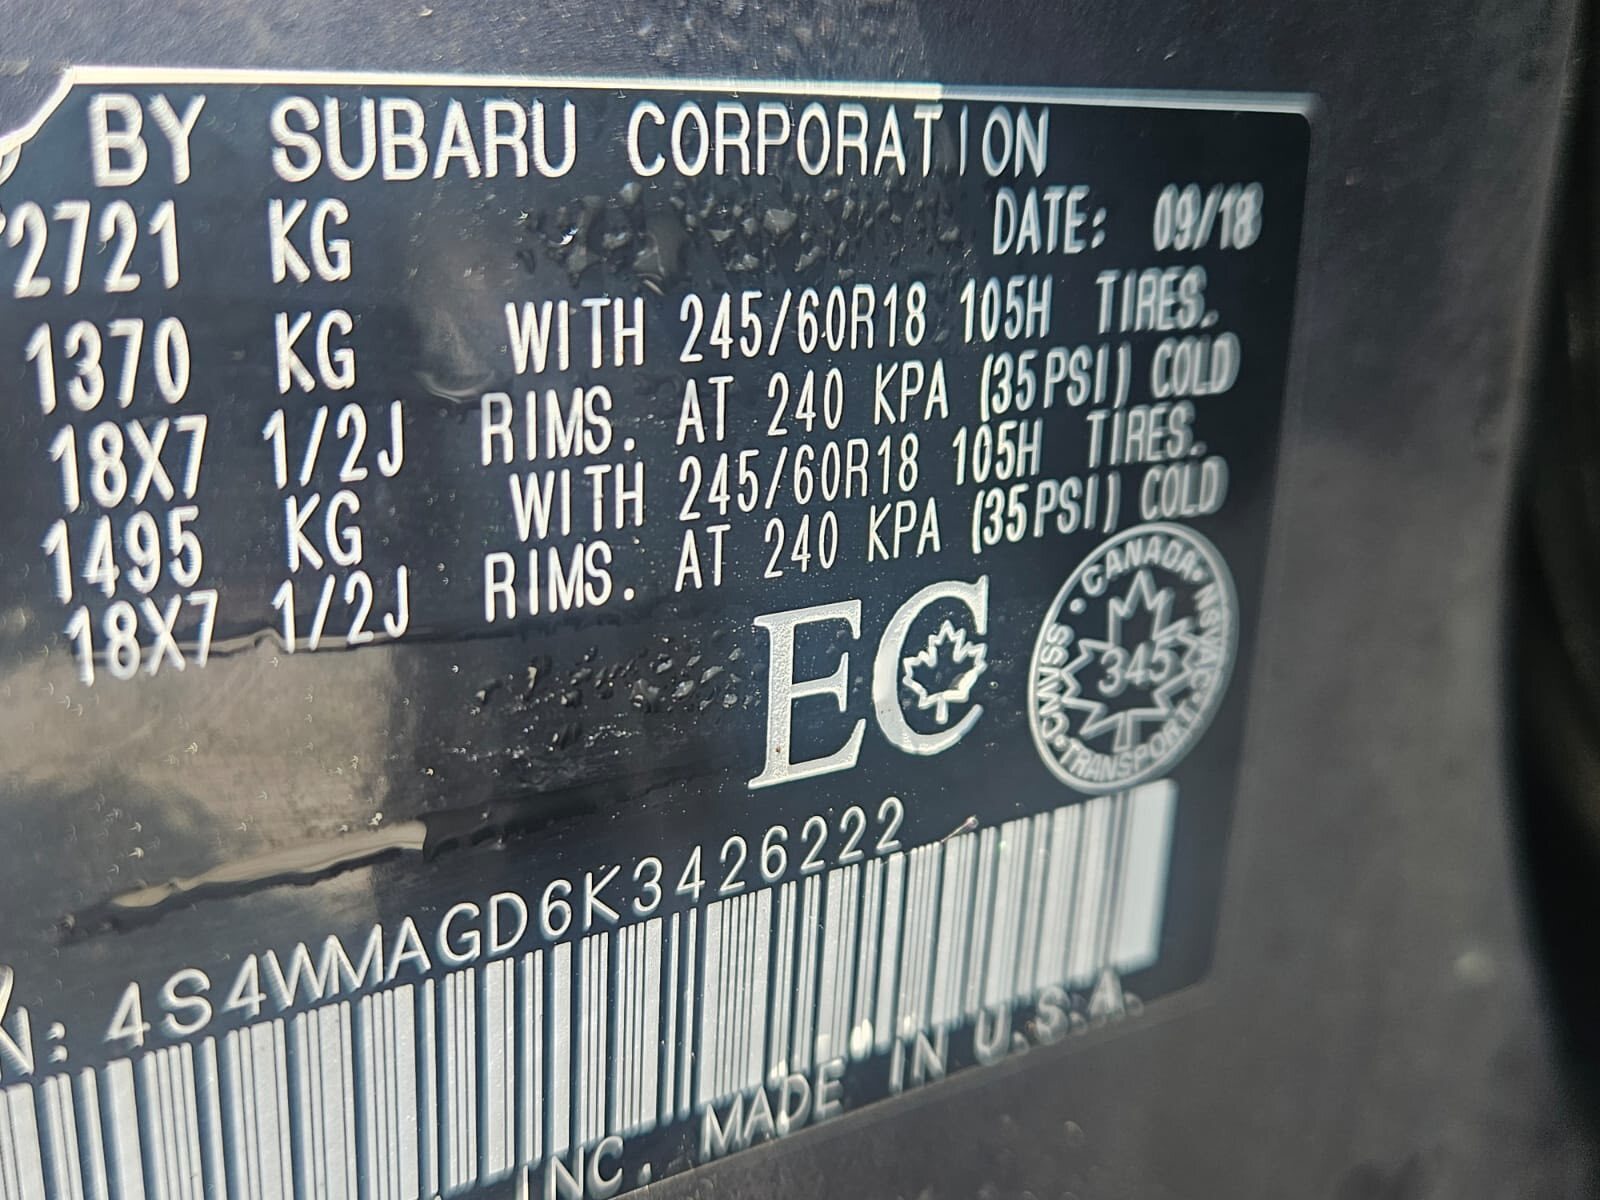 BY SUBARU CORPORATION
2721 KG DATE: 09/18
1370 KG WITH 245/60R18 105H TIRES.
18X7 1/2J RIMS. AT 240 KPA (35PSI) COLD
1495 KG WITH 245/60R18 105H TIRES.
18X7 1/2J RIMS. AT 240 KPA (35PSI) COLD
EC
CANADA • NSVAC • TRANSPORT • CMVSS •
345
N: 4S4WMAGD6K3426222
INC. MADE IN U.S.A.